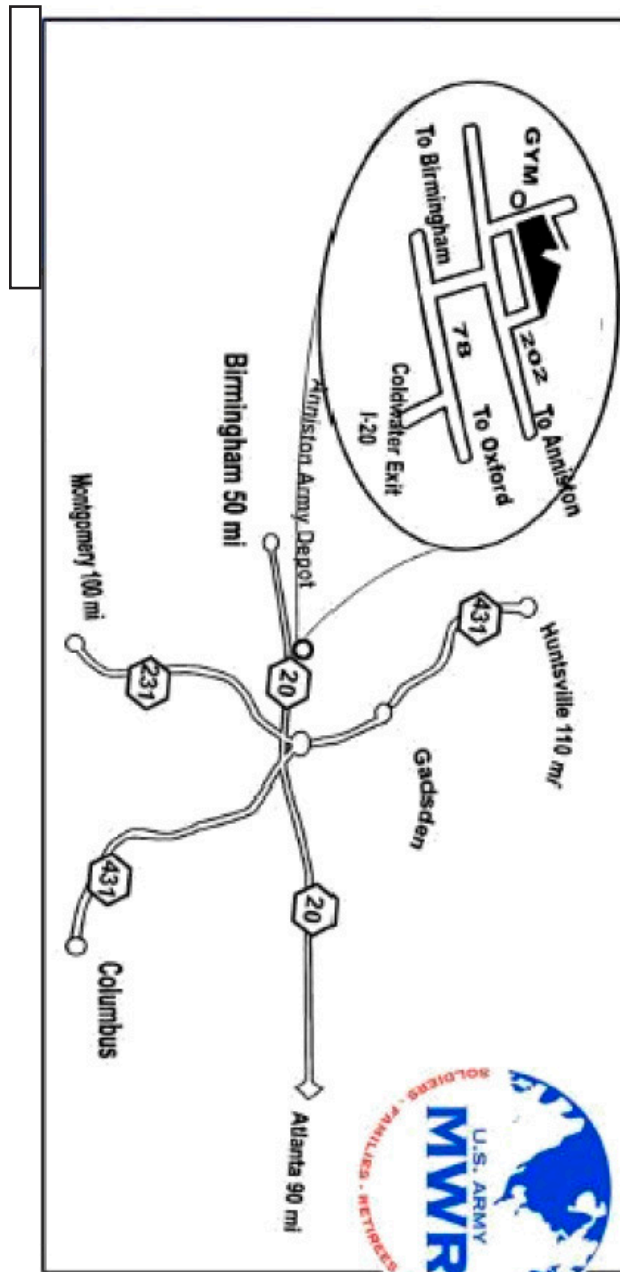 GYM
To Birmingham
202
To Anniston
78
To Oxford
Coldwater Exit
I-20
Anniston Army Depot
Huntsville 110 mi
431
Gadsden
Birmingham 50 mi
20
20
Atlanta 90 mi
Montgomery 100 mi
231
431
Columbus
U.S. ARMY
MWR
SOLDIERS · FAMILIES · RETIREES